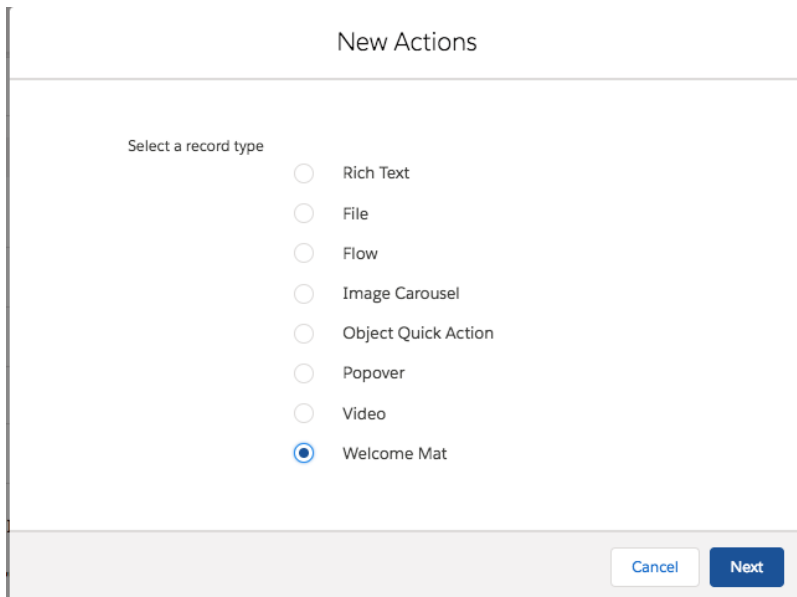 New Actions
Select a record type
Rich Text
File
Flow
Image Carousel
Object Quick Action
Popover
Video
Welcome Mat
Cancel
Next